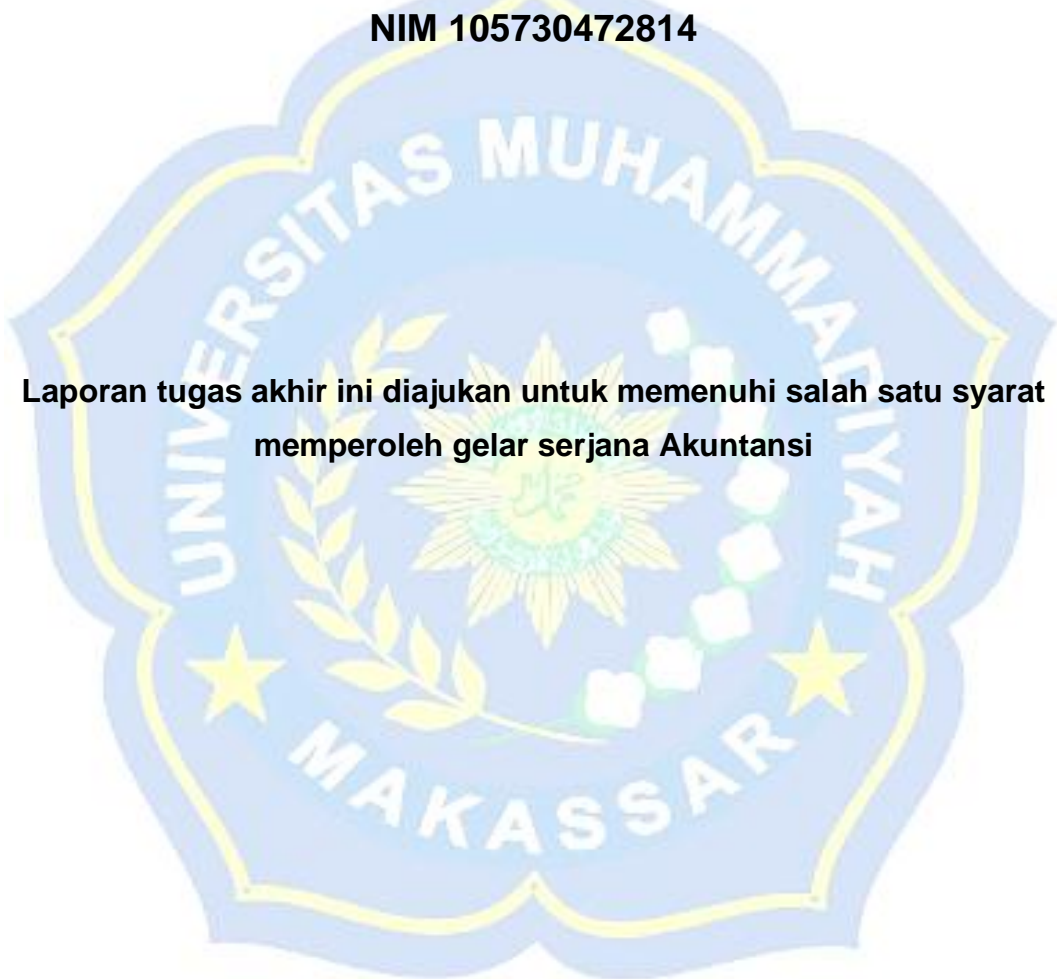 NIM 105730472814
UNIVERSITAS MUHAMMADIYAH
Laporan tugas akhir ini diajukan untuk memenuhi salah satu syarat
memperoleh gelar serjana Akuntansi
MAKASSAR